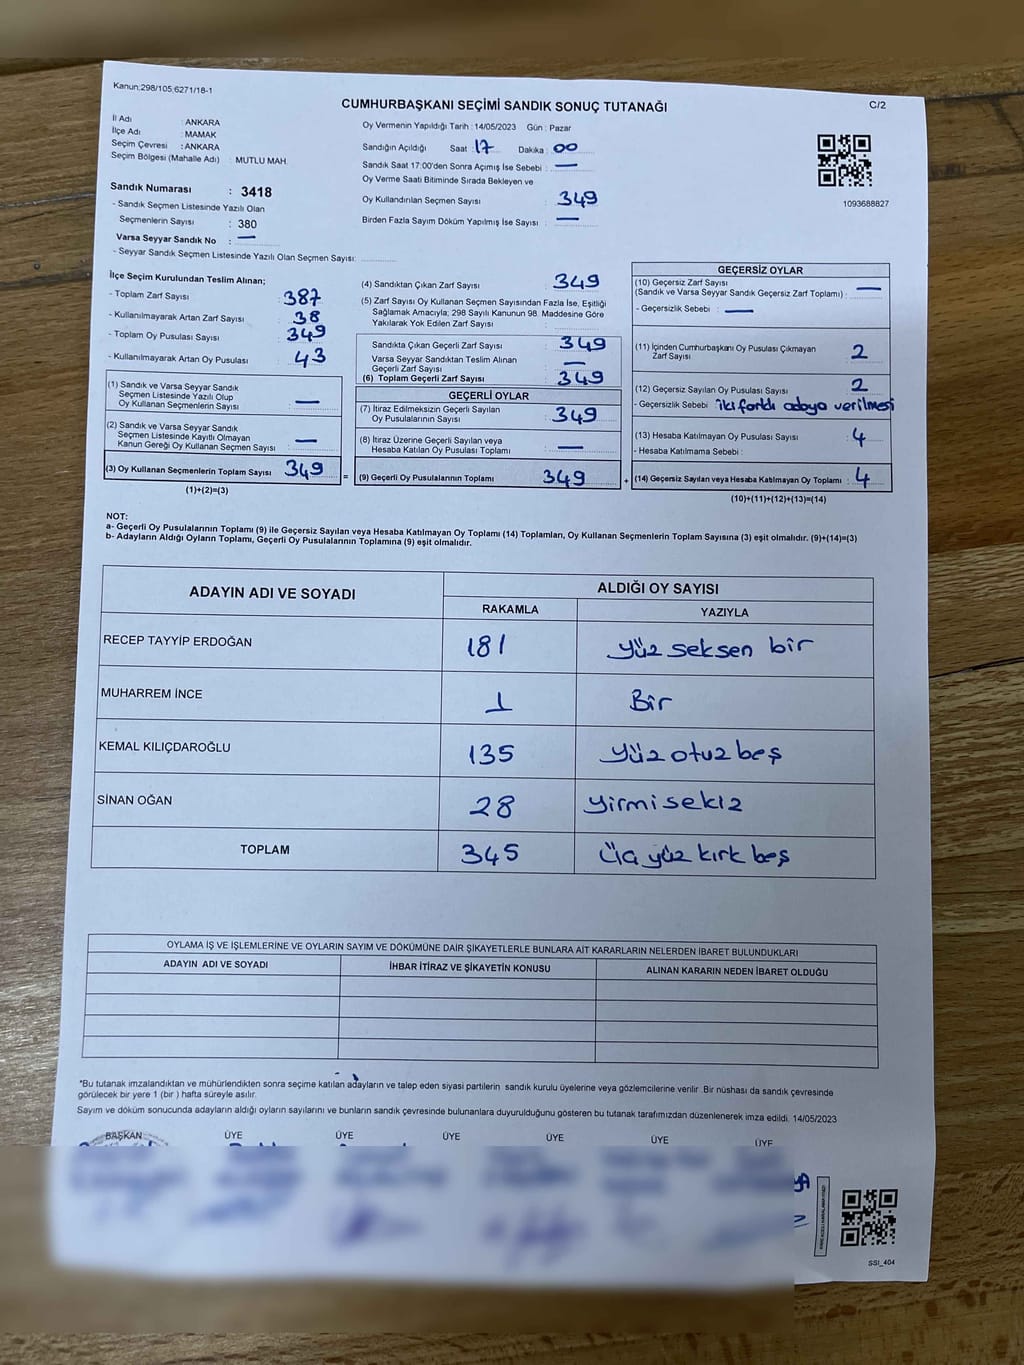 Kanun;298/105;6271/18-1
CUMHURBAŞKANI SEÇİMİ SANDIK SONUÇ TUTANAĞI
C/2
İl Adı : ANKARA
İlçe Adı : MAMAK
Seçim Çevresi : ANKARA
Seçim Bölgesi (Mahalle Adı) : MUTLU MAH.
Sandık Numarası : 3418
- Sandık Seçmen Listesinde Yazılı Olan
Seçmenlerin Sayısı : 380
Varsa Seyyar Sandık No : —
- Seyyar Sandık Seçmen Listesinde Yazılı Olan Seçmen Sayısı:
Oy Vermenin Yapıldığı Tarih : 14/05/2023 Gün : Pazar
Sandığın Açıldığı Saat : 17 Dakika : 00
Sandık Saat 17:00'den Sonra Açımış İse Sebebi : —
Oy Verme Saati Bitiminde Sırada Bekleyen ve
Oy Kullandırılan Seçmen Sayısı : 349
Birden Fazla Sayım Döküm Yapılmış İse Sayısı : —
1093688827
İlçe Seçim Kurulundan Teslim Alınan;
- Toplam Zarf Sayısı : 387
- Kullanılmayarak Artan Zarf Sayısı : 38
- Toplam Oy Pusulası Sayısı : 349
- Kullanılmayarak Artan Oy Pusulası : 43
(1) Sandık ve Varsa Seyyar Sandık
Seçmen Listesinde Yazılı Olup
Oy Kullanan Seçmenlerin Sayısı : —
(2) Sandık ve Varsa Seyyar Sandık
Seçmen Listesinde Kayıtlı Olmayan
Kanun Gereği Oy Kullanan Seçmen Sayısı : —
(3) Oy Kullanan Seçmenlerin Toplam Sayısı : 349 =
(1)+(2)=(3)
(4) Sandıktan Çıkan Zarf Sayısı : 349
(5) Zarf Sayısı Oy Kullanan Seçmen Sayısından Fazla İse, Eşitliği
Sağlamak Amacıyla; 298 Sayılı Kanunun 98. Maddesine Göre
Yakılarak Yok Edilen Zarf Sayısı :
Sandıkta Çıkan Geçerli Zarf Sayısı : 349
Varsa Seyyar Sandıktan Teslim Alınan
Geçerli Zarf Sayısı : —
(6) Toplam Geçerli Zarf Sayısı : 349
GEÇERLİ OYLAR
(7) İtiraz Edilmeksizin Geçerli Sayılan
Oy Pusulalarının Sayısı : 349
(8) İtiraz Üzerine Geçerli Sayılan veya
Hesaba Katılan Oy Pusulası Toplamı : —
(9) Geçerli Oy Pusulalarının Toplamı : 349 +
GEÇERSİZ OYLAR
(10) Geçersiz Zarf Sayısı
(Sandık ve Varsa Seyyar Sandık Geçersiz Zarf Toplamı) : —
- Geçersizlik Sebebi : —
(11) İçinden Cumhurbaşkanı Oy Pusulası Çıkmayan
Zarf Sayısı : 2
(12) Geçersiz Sayılan Oy Pusulası Sayısı : 2
- Geçersizlik Sebebi : iki farklı adaya verilmesi
(13) Hesaba Katılmayan Oy Pusulası Sayısı : 4
- Hesaba Katılmama Sebebi :
(14) Geçersiz Sayılan veya Hesaba Katılmayan Oy Toplamı : 4
(10)+(11)+(12)+(13)=(14)
NOT:
a- Geçerli Oy Pusulalarının Toplamı (9) ile Geçersiz Sayılan veya Hesaba Katılmayan Oy Toplamı (14) Toplamları, Oy Kullanan Seçmenlerin Toplam Sayısına (3) eşit olmalıdır. (9)+(14)=(3)
b- Adayların Aldığı Oyların Toplamı, Geçerli Oy Pusulalarının Toplamına (9) eşit olmalıdır.
ADAYIN ADI VE SOYADI
ALDIĞI OY SAYISI
RAKAMLA YAZIYLA
RECEP TAYYİP ERDOĞAN 181 Yüz seksen bir
MUHARREM İNCE 1 Bir
KEMAL KILIÇDAROĞLU 135 Yüz otuz beş
SİNAN OĞAN 28 Yirmi sekiz
TOPLAM 345 Üç yüz kırk beş
OYLAMA İŞ VE İŞLEMLERİNE VE OYLARIN SAYIM VE DÖKÜMÜNE DAİR ŞİKAYETLERLE BUNLARA AİT KARARLARIN NELERDEN İBARET BULUNDUKLARI
ADAYIN ADI VE SOYADI İHBAR İTİRAZ VE ŞİKAYETİN KONUSU ALINAN KARARIN NEDEN İBARET OLDUĞU
*Bu tutanak imzalandıktan ve mühürlendikten sonra seçime katılan adayların ve talep eden siyasi partilerin sandık kurulu üyelerine veya gözlemcilerine verilir. Bir nüshası da sandık çevresinde
görülecek bir yere 1 (bir ) hafta süreyle asılır.
Sayım ve döküm sonucunda adayların aldığı oyların sayılarını ve bunların sandık çevresinde bulunanlara duyurulduğunu gösteren bu tutanak tarafımızdan düzenlenerek imza edildi. 14/05/2023
BAŞKAN ÜYE ÜYE ÜYE ÜYE ÜYE ÜYE
SSI_404